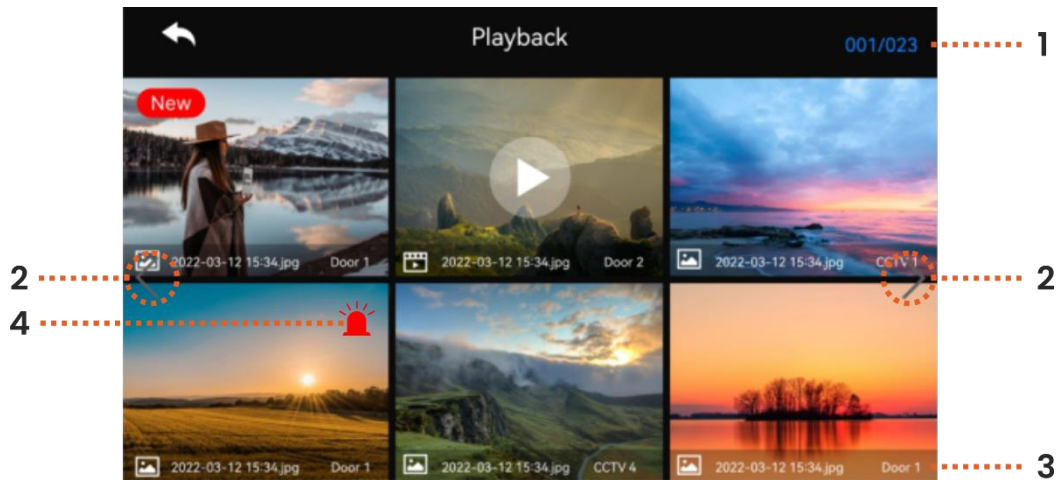 Playback
001/023
1
New
2022-03-12 15:34.jpg Door 1
2022-03-12 15:34.jpg Door 2
2022-03-12 15:34.jpg CCTV 1
2
2
4
2022-03-12 15:34.jpg Door 1
2022-03-12 15:34.jpg CCTV 4
2022-03-12 15:34.jpg Door 1
3